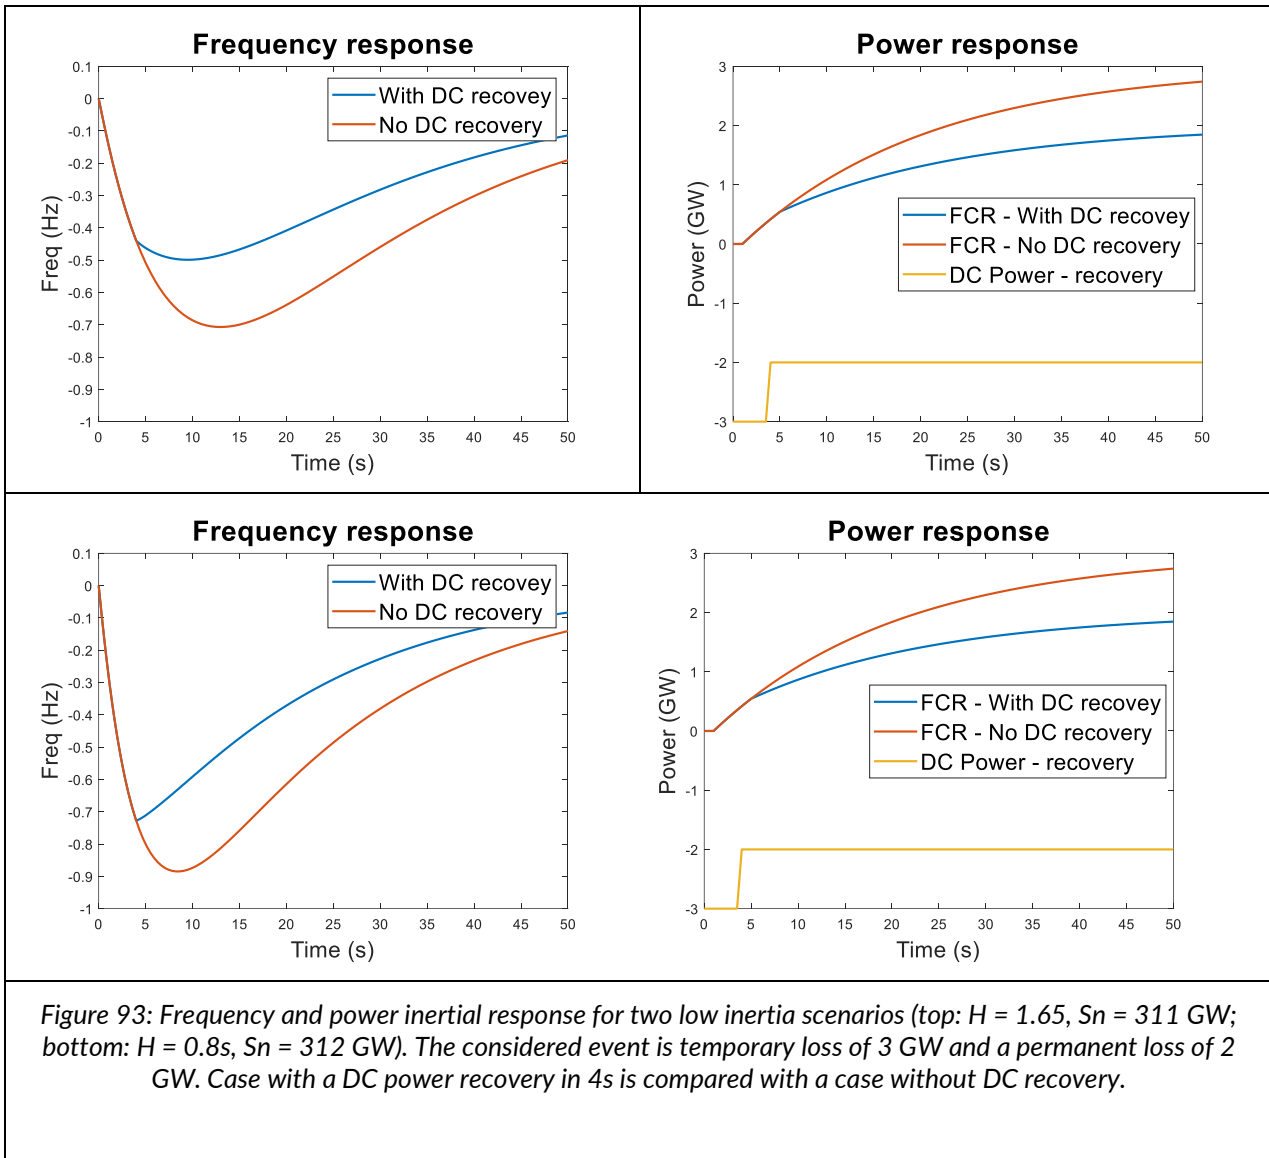 Frequency response
0.1
0
-0.1
-0.2
-0.3
-0.4
-0.5
-0.6
-0.7
-0.8
-0.9
-1
Freq (Hz)
With DC recovey
No DC recovery
0 5 10 15 20 25 30 35 40 45 50
Time (s)
Power response
3
2
1
0
-1
-2
-3
Power (GW)
FCR - With DC recovey
FCR - No DC recovery
DC Power - recovery
0 5 10 15 20 25 30 35 40 45 50
Time (s)
Frequency response
0.1
0
-0.1
-0.2
-0.3
-0.4
-0.5
-0.6
-0.7
-0.8
-0.9
-1
Freq (Hz)
With DC recovey
No DC recovery
0 5 10 15 20 25 30 35 40 45 50
Time (s)
Power response
3
2
1
0
-1
-2
-3
Power (GW)
FCR - With DC recovey
FCR - No DC recovery
DC Power - recovery
0 5 10 15 20 25 30 35 40 45 50
Time (s)
Figure 93: Frequency and power inertial response for two low inertia scenarios (top: H = 1.65, Sn = 311 GW;
bottom: H = 0.8s, Sn = 312 GW). The considered event is temporary loss of 3 GW and a permanent loss of 2
GW. Case with a DC power recovery in 4s is compared with a case without DC recovery.